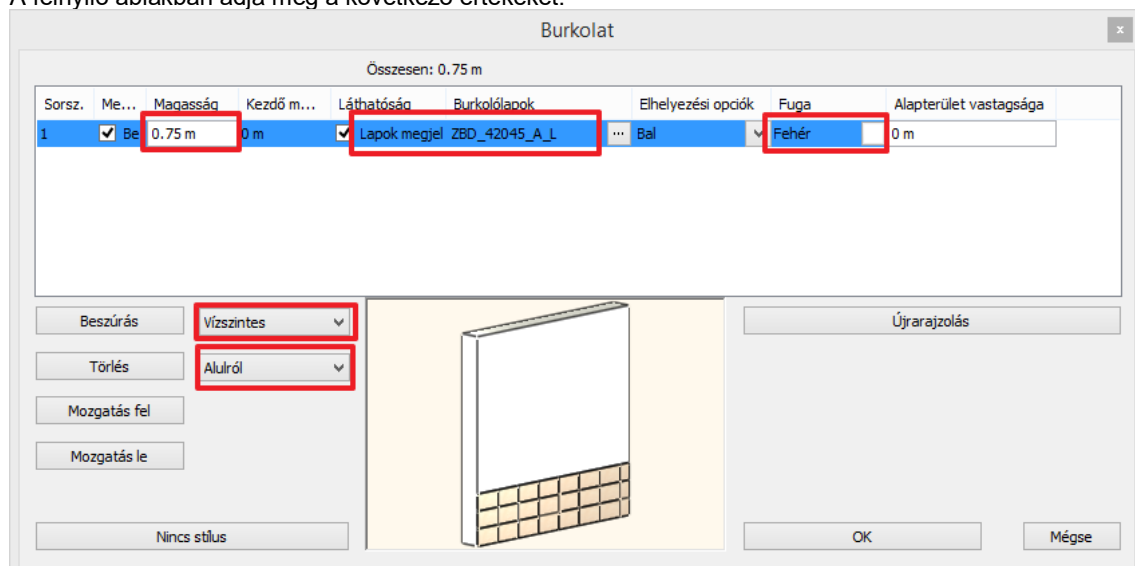 A felnyíló ablakban adja meg a következő értékeket:
Burkolat
x
Összesen: 0.75 m
Sorsz. Me... Magasság Kezdő m... Láthatóság Burkolólapok Elhelyezési opciók Fuga Alapterület vastagsága
1 Be 0.75 m 0 m Lapok megjel ZBD_42045_A_L ... Bal Fehér 0 m
Beszúrás Vízszintes Újrarajzolás
Törlés Alulról
Mozgatás fel
Mozgatás le
Nincs stílus OK Mégse